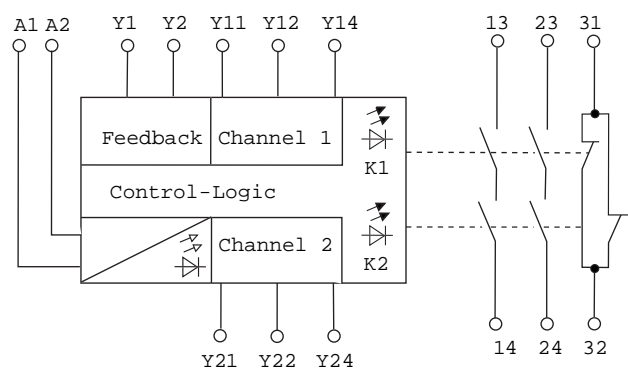 A1 A2 Y1 Y2 Y11 Y12 Y14 13 23 31
Feedback Channel 1
K1
Control-Logic
Channel 2
K2
Y21 Y22 Y24 14 24 32